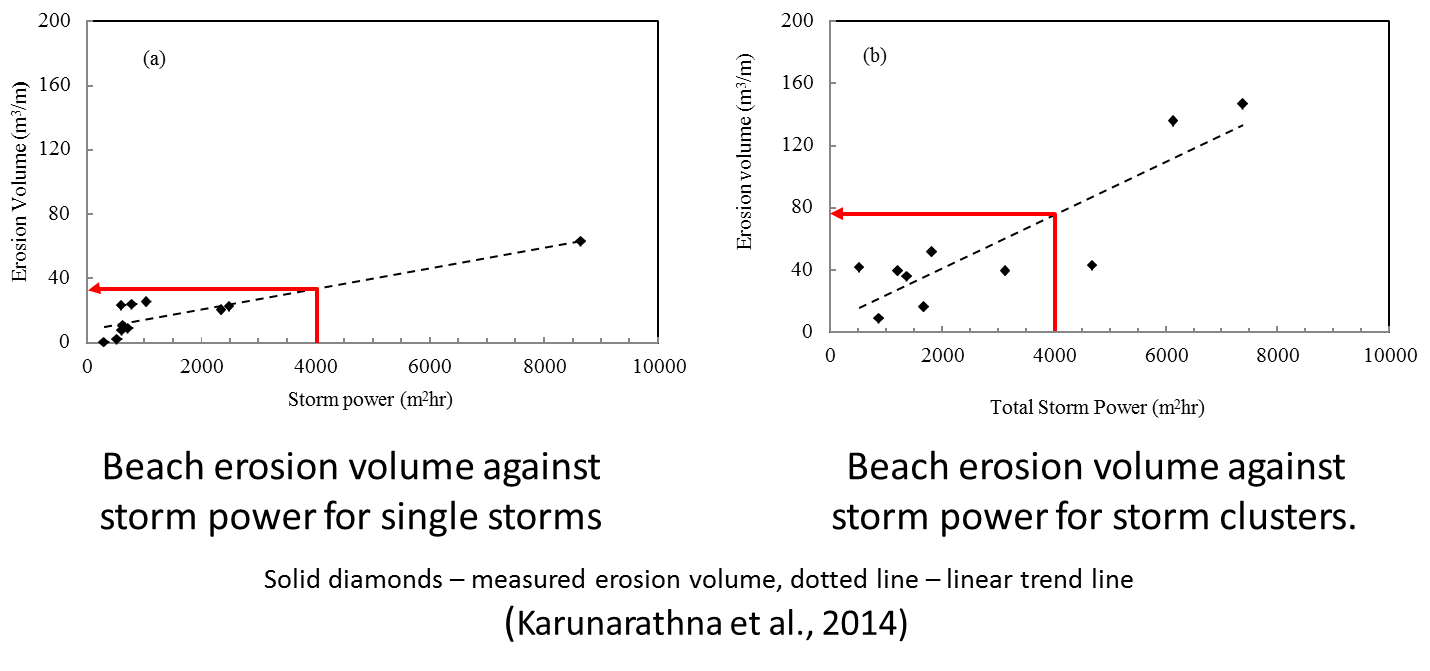 (a)
Erosion Volume (m³/m)
200
160
120
80
40
0
0 2000 4000 6000 8000 10000
Storm power (m²hr)
Beach erosion volume against
storm power for single storms
(b)
Erosion volume (m³/m)
200
160
120
80
40
0
0 2000 4000 6000 8000 10000
Total Storm Power (m²hr)
Beach erosion volume against
storm power for storm clusters.
Solid diamonds – measured erosion volume, dotted line – linear trend line
(Karunarathna et al., 2014)